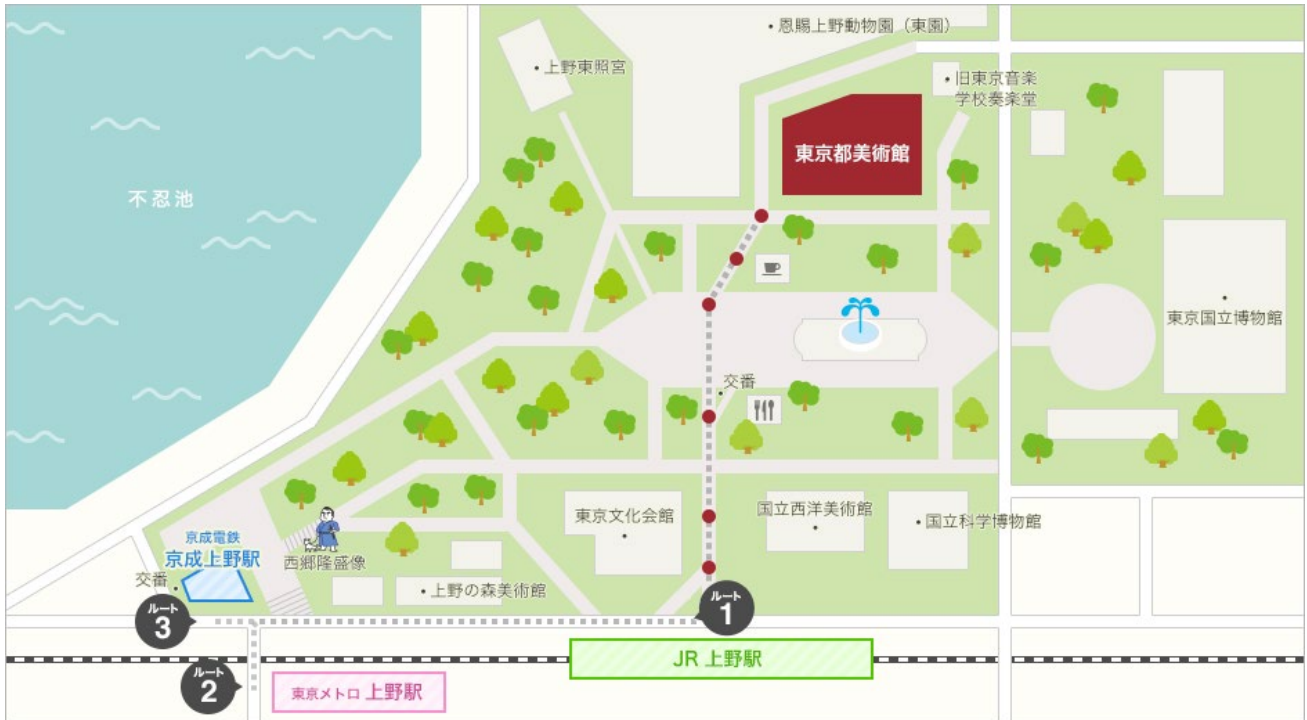 恩賜上野動物園（東園）
上野東照宮
旧東京音楽
学校奏楽堂
東京都美術館
不忍池
東京国立博物館
交番
東京文化会館
国立西洋美術館
国立科学博物館
京成電鉄
京成上野駅
西郷隆盛像
交番
上野の森美術館
ルート
1
ルート
3
JR 上野駅
ルート
2
東京メトロ 上野駅